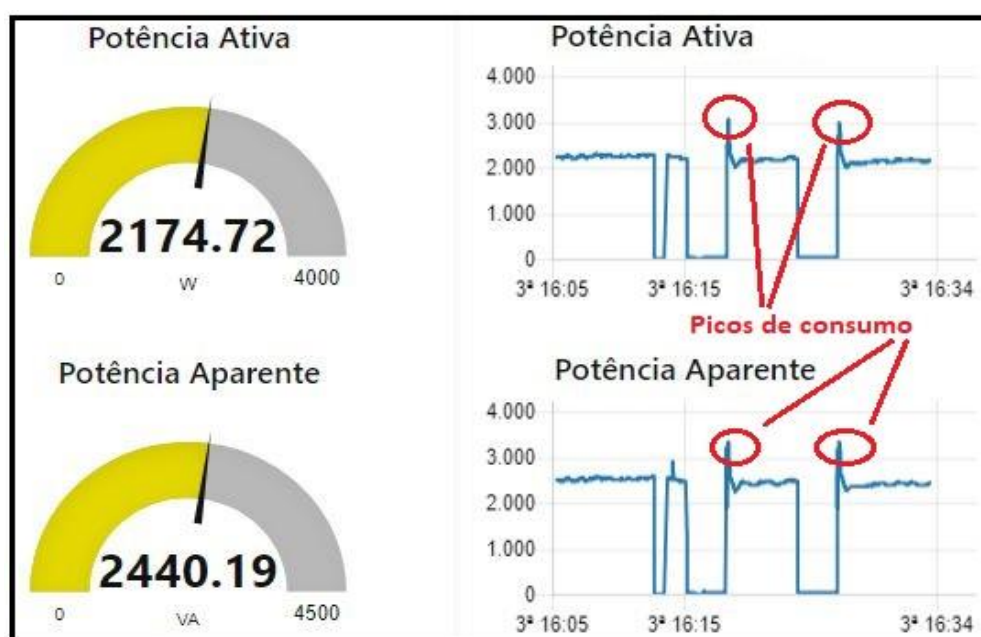 Potência Ativa
2174.72
0
W
4000
Potência Ativa
4.000
3.000
2.000
1.000
0
3ª 16:05
3ª 16:15
3ª 16:34
Picos de consumo
Potência Aparente
2440.19
0
VA
4500
Potência Aparente
4.000
3.000
2.000
1.000
0
3ª 16:05
3ª 16:15
3ª 16:34